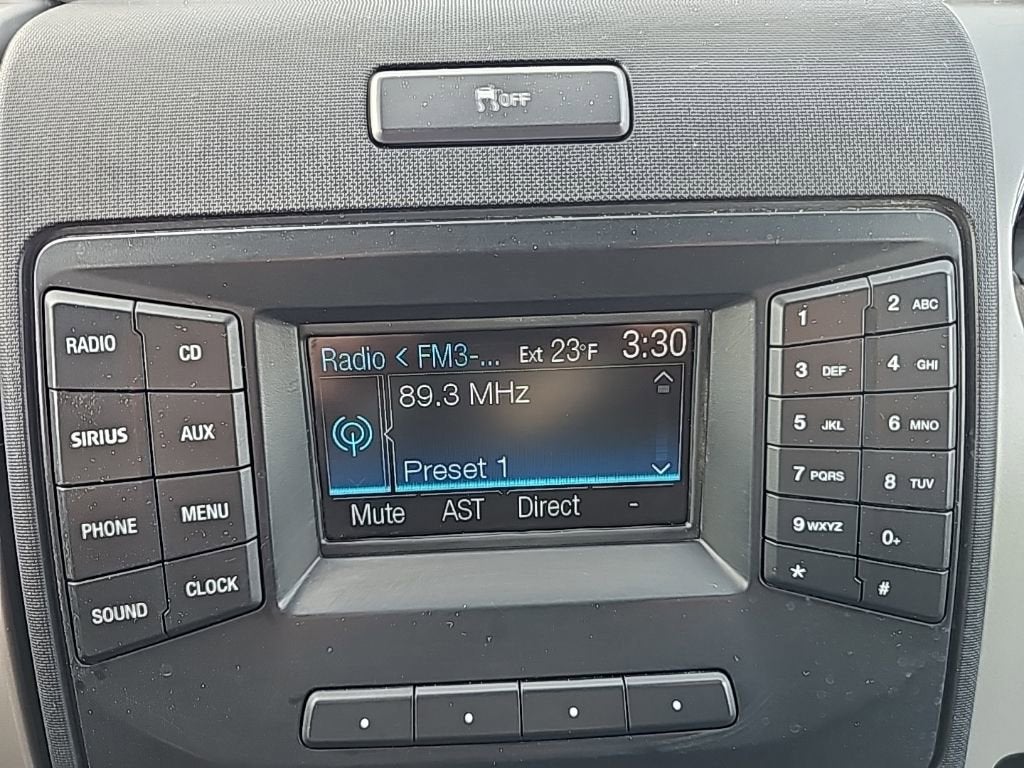 OFF
RADIO
CD
SIRIUS
AUX
PHONE
MENU
SOUND
CLOCK
Radio < FM3-... Ext 23°F 3:30
89.3 MHz
Preset 1
Mute AST Direct -
1
2 ABC
3 DEF
4 GHI
5 JKL
6 MNO
7 PQRS
8 TUV
9 WXYZ
0+
*
#